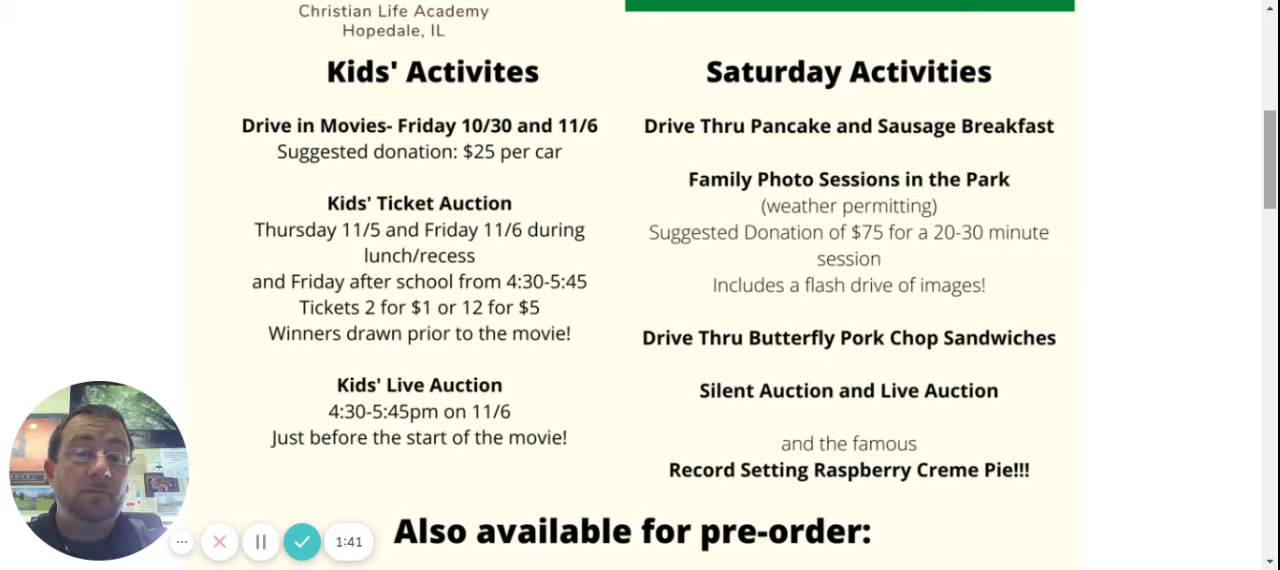 Christian Life Academy
Hopedale, IL
Kids' Activites
Drive in Movies- Friday 10/30 and 11/6
Suggested donation: $25 per car
Kids' Ticket Auction
Thursday 11/5 and Friday 11/6 during
lunch/recess
and Friday after school from 4:30-5:45
Tickets 2 for $1 or 12 for $5
Winners drawn prior to the movie!
Kids' Live Auction
4:30-5:45pm on 11/6
Just before the start of the movie!
Saturday Activities
Drive Thru Pancake and Sausage Breakfast
Family Photo Sessions in the Park
(weather permitting)
Suggested Donation of $75 for a 20-30 minute
session
Includes a flash drive of images!
Drive Thru Butterfly Pork Chop Sandwiches
Silent Auction and Live Auction
and the famous
Record Setting Raspberry Creme Pie!!!
Also available for pre-order:
1:41